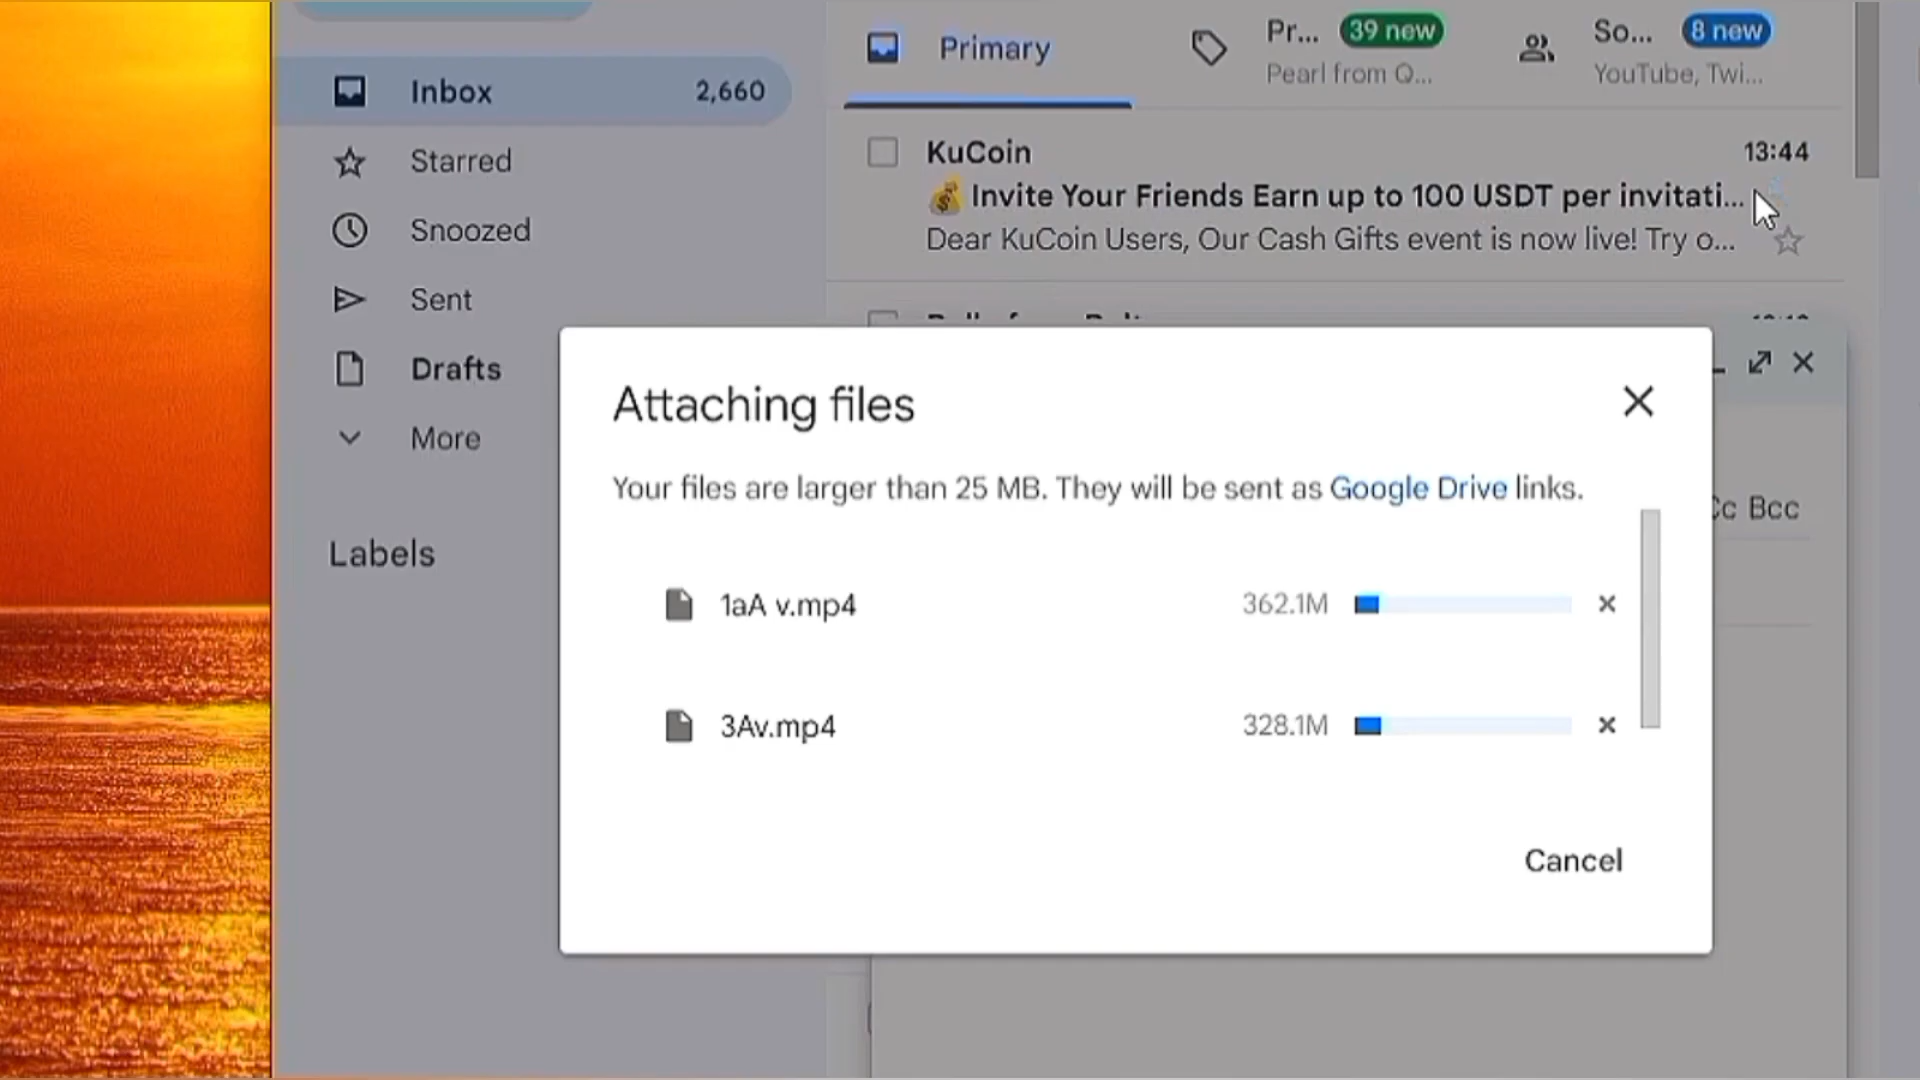 Primary
Pr... 39 new
Pearl from Q...
So... 8 new
YouTube, Twi...
Inbox 2,660
Starred
Snoozed
Sent
Drafts
More
Labels
KuCoin 13:44
💰 Invite Your Friends Earn up to 100 USDT per invitati...
Dear KuCoin Users, Our Cash Gifts event is now live! Try o...
Attaching files
Your files are larger than 25 MB. They will be sent as Google Drive links.
1aA v.mp4 362.1M
3Av.mp4 328.1M
Cancel
Cc Bcc